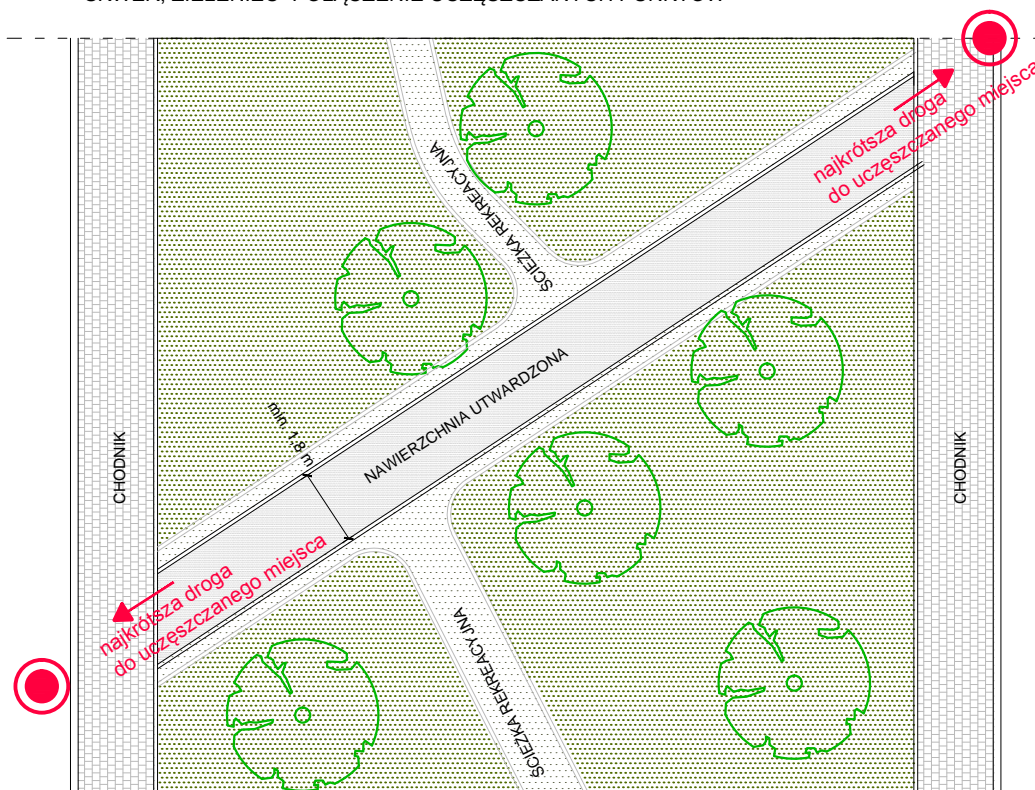 najkrótsza droga
do uczęszczanego miejsca
ŚCIEŻKA REKREACYJNA
NAWIERZCHNIA UTWARDZONA
min. 1.8 m
CHODNIK
CHODNIK
najkrótsza droga
do uczęszczanego miejsca
ŚCIEŻKA REKREACYJNA